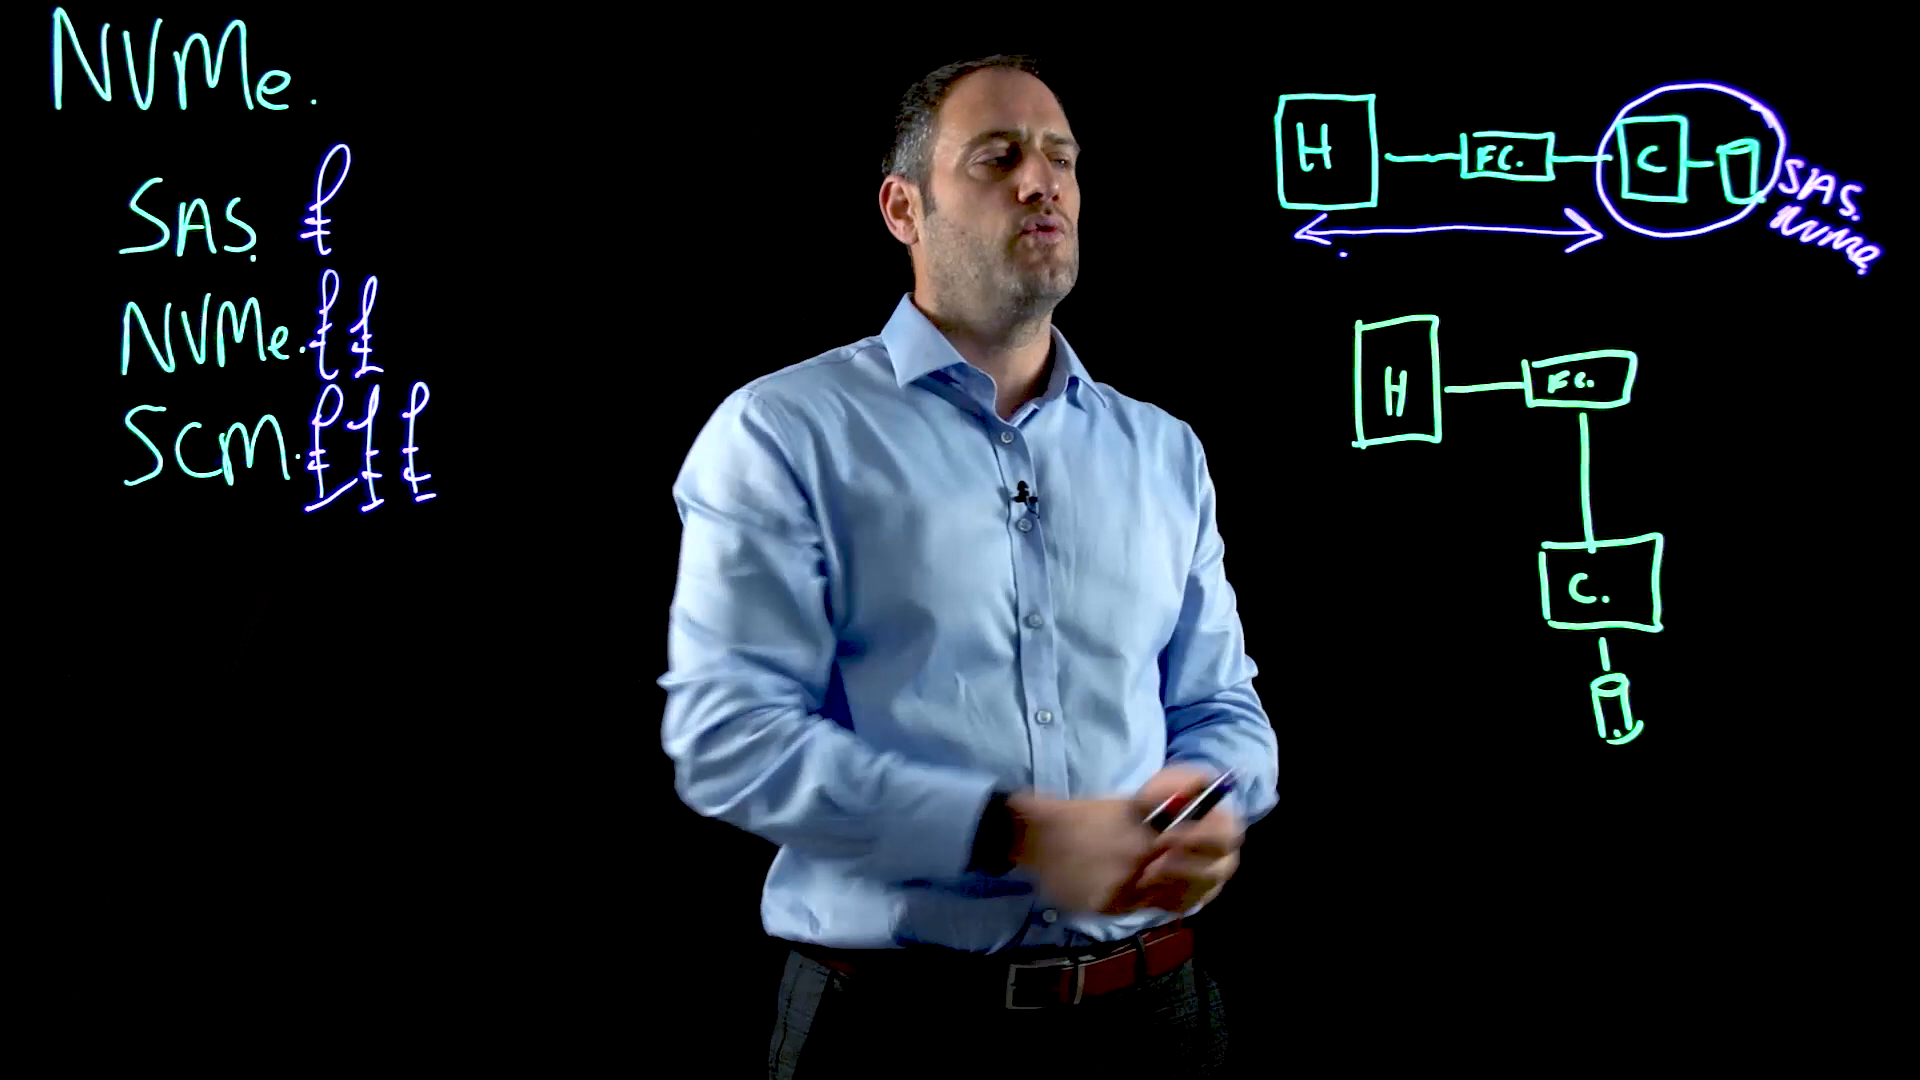 NVMe.
SAS. £
NVMe. ££
SCM. £££
H FC. C
SAS.
NVMe.
H FC.
C.